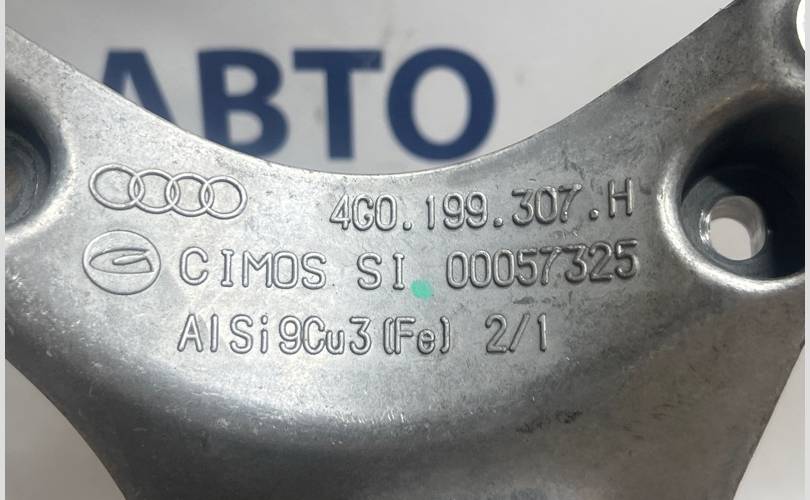 АВТО
4G0.199.307.H
CIMOS SI 00057325
AlSi9Cu3(Fe) 2/1